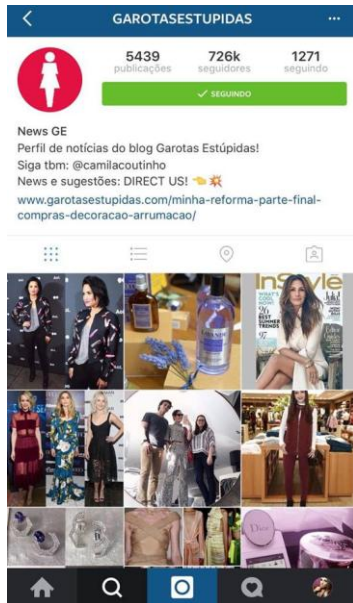 GAROTASESTUPIDAS
5439 726k 1271
publicações seguidores seguindo
✓ SEGUINDO
News GE
Perfil de notícias do blog Garotas Estúpidas!
Siga tbm: @camilacoutinho
News e sugestões: DIRECT US! 👈 💥
www.garotasestupidas.com/minha-reforma-parte-final-
compras-decoracao-arrumacao/
InStyle
Dior